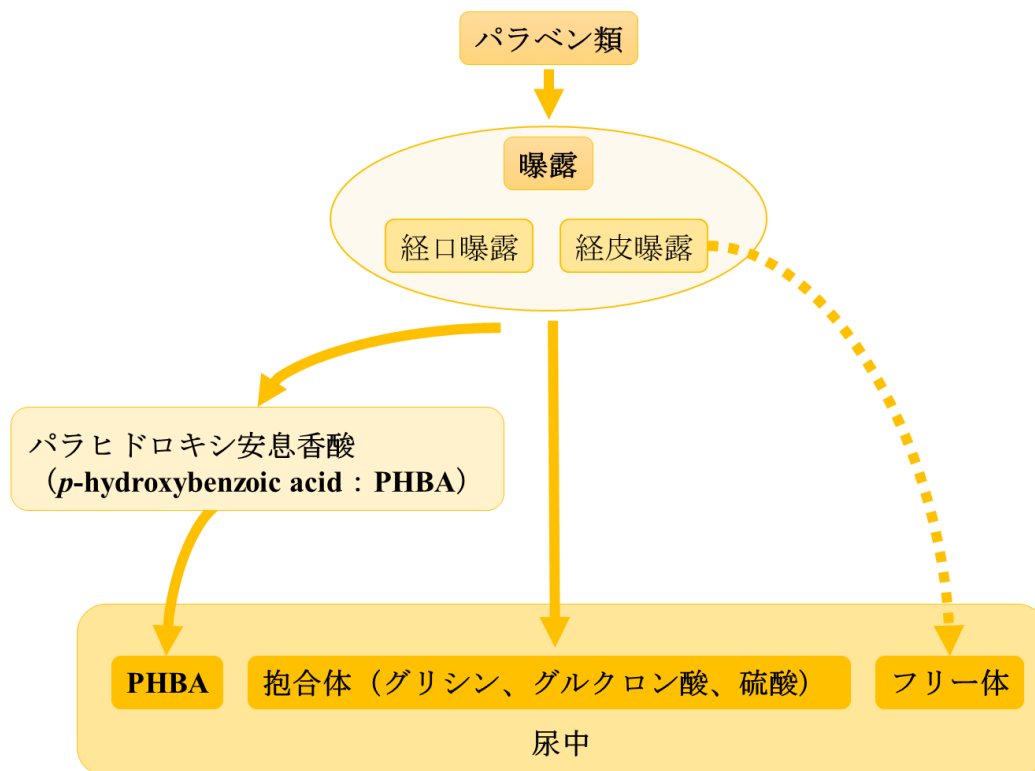 パラベン類
曝露
経口曝露
経皮曝露
パラヒドロキシ安息香酸
（p-hydroxybenzoic acid：PHBA）
PHBA
抱合体（グリシン、グルクロン酸、硫酸）
フリー体
尿中